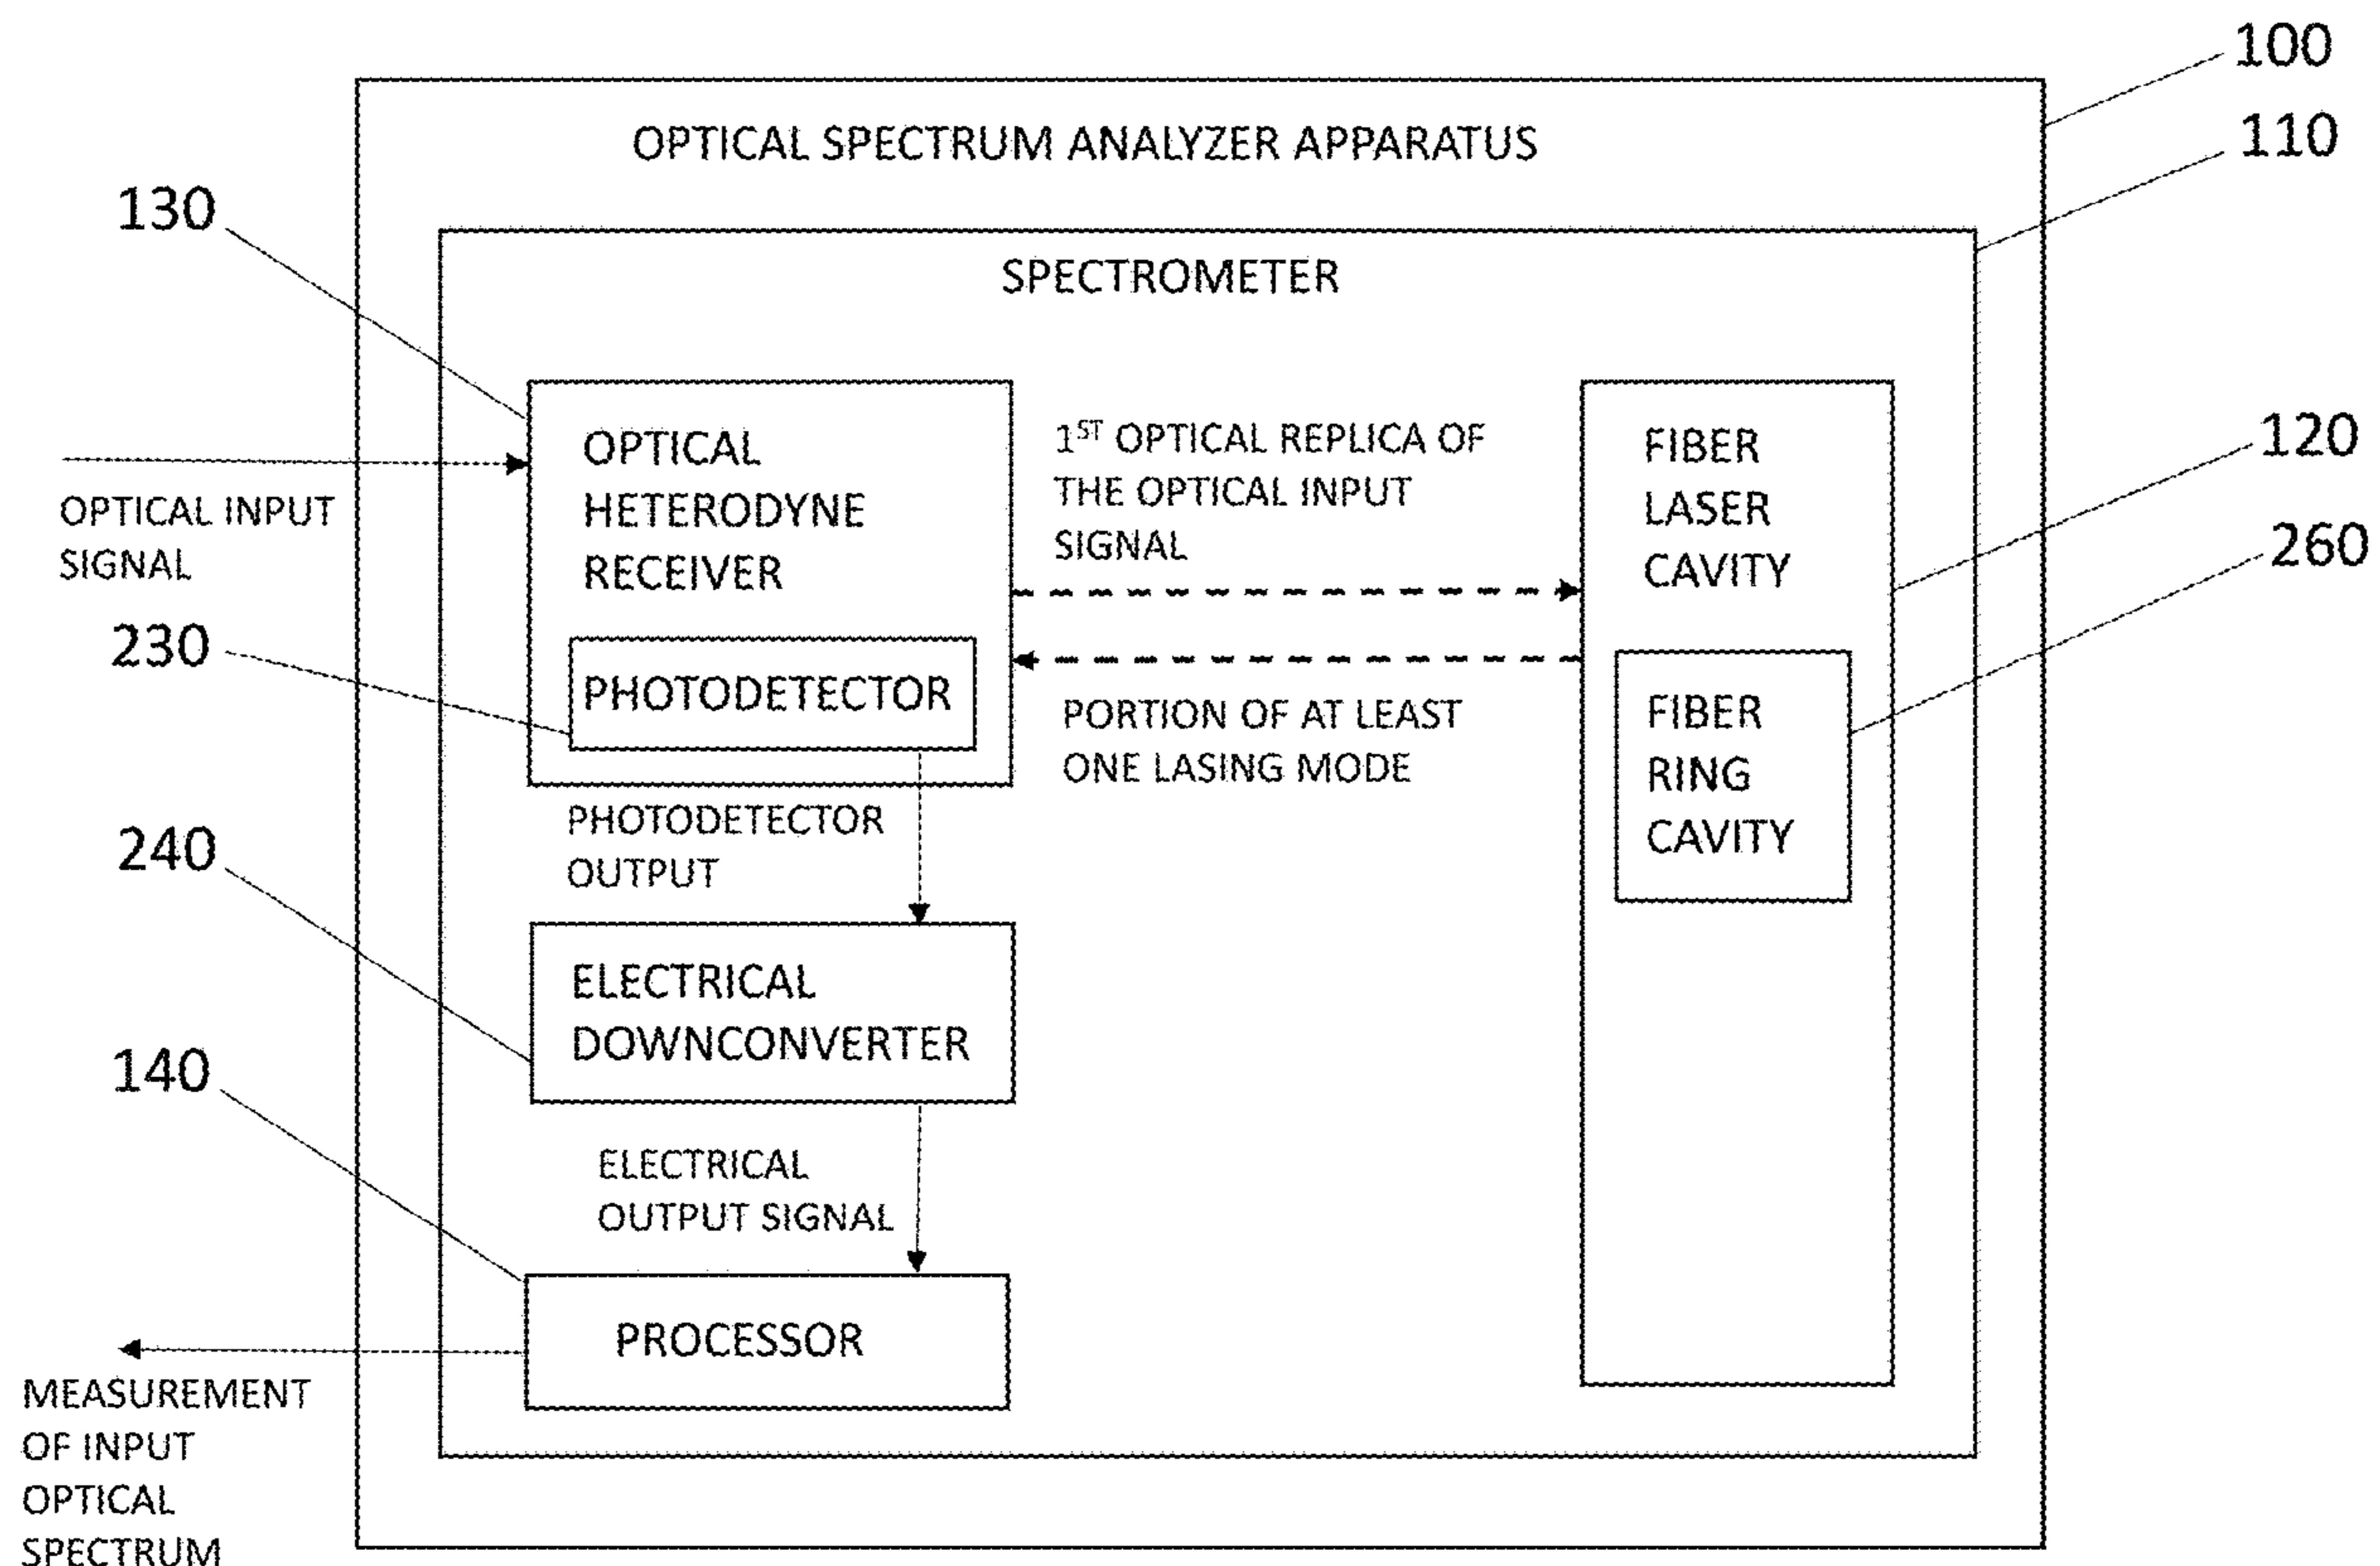 100
OPTICAL SPECTRUM ANALYZER APPARATUS
110
130
SPECTROMETER
OPTICAL
HETERODYNE
RECEIVER
1ST OPTICAL REPLICA OF
THE OPTICAL INPUT
SIGNAL
FIBER
LASER
CAVITY
120
OPTICAL INPUT
SIGNAL
260
230
PHOTODETECTOR
PORTION OF AT LEAST
ONE LASING MODE
FIBER
RING
CAVITY
PHOTODETECTOR
OUTPUT
240
ELECTRICAL
DOWNCONVERTER
140
ELECTRICAL
OUTPUT SIGNAL
PROCESSOR
MEASUREMENT
OF INPUT
OPTICAL
SPECTRUM